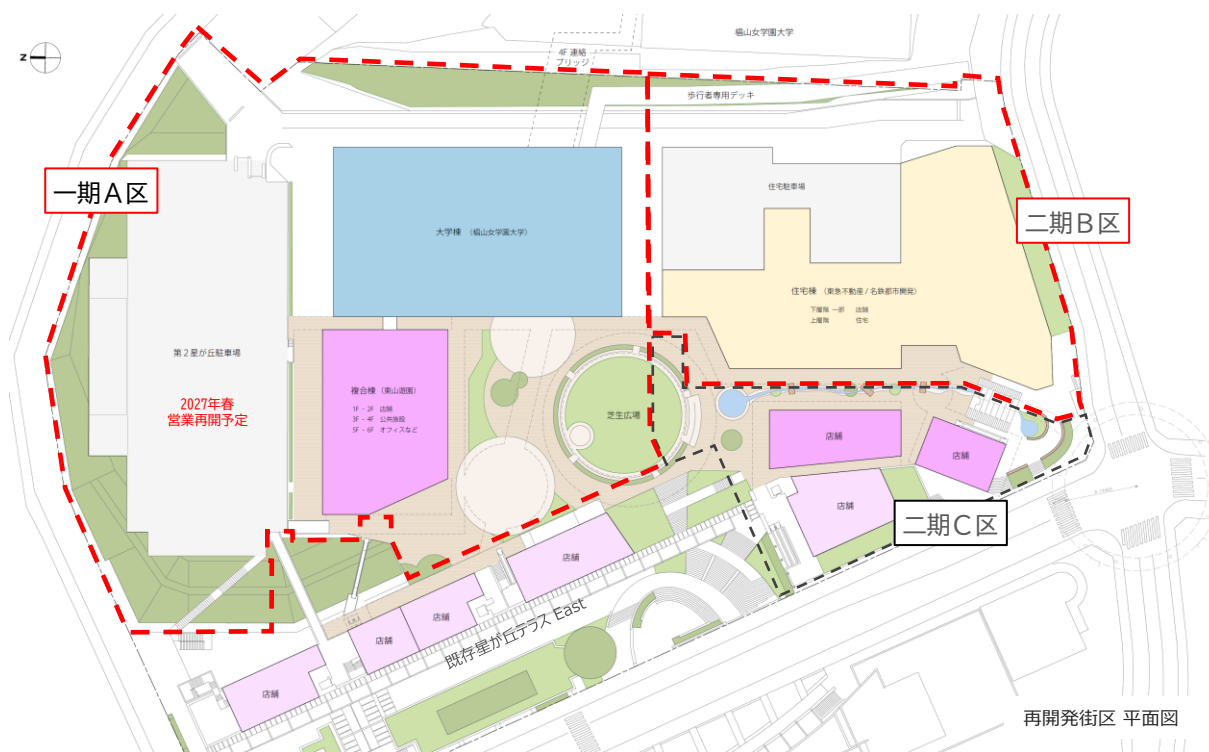 椙山女学園大学
4F 連絡
ブリッジ
Z
歩行者専用デッキ
一期A区
住宅駐車場
二期B区
大学棟 (椙山女学園大学)
住宅棟 (東急不動産/名鉄都市開発)
下層階 一部 店舗
上層階 住宅
第2星が丘駐車場
2027年春
営業再開予定
複合棟 (東山遊園)
1F - 2F 店舗
3F - 4F 公共施設
5F - 6F オフィスなど
芝生広場
店舗
店舗
店舗
二期C区
店舗
店舗
店舗
店舗
既存星が丘テラス East
再開発街区 平面図